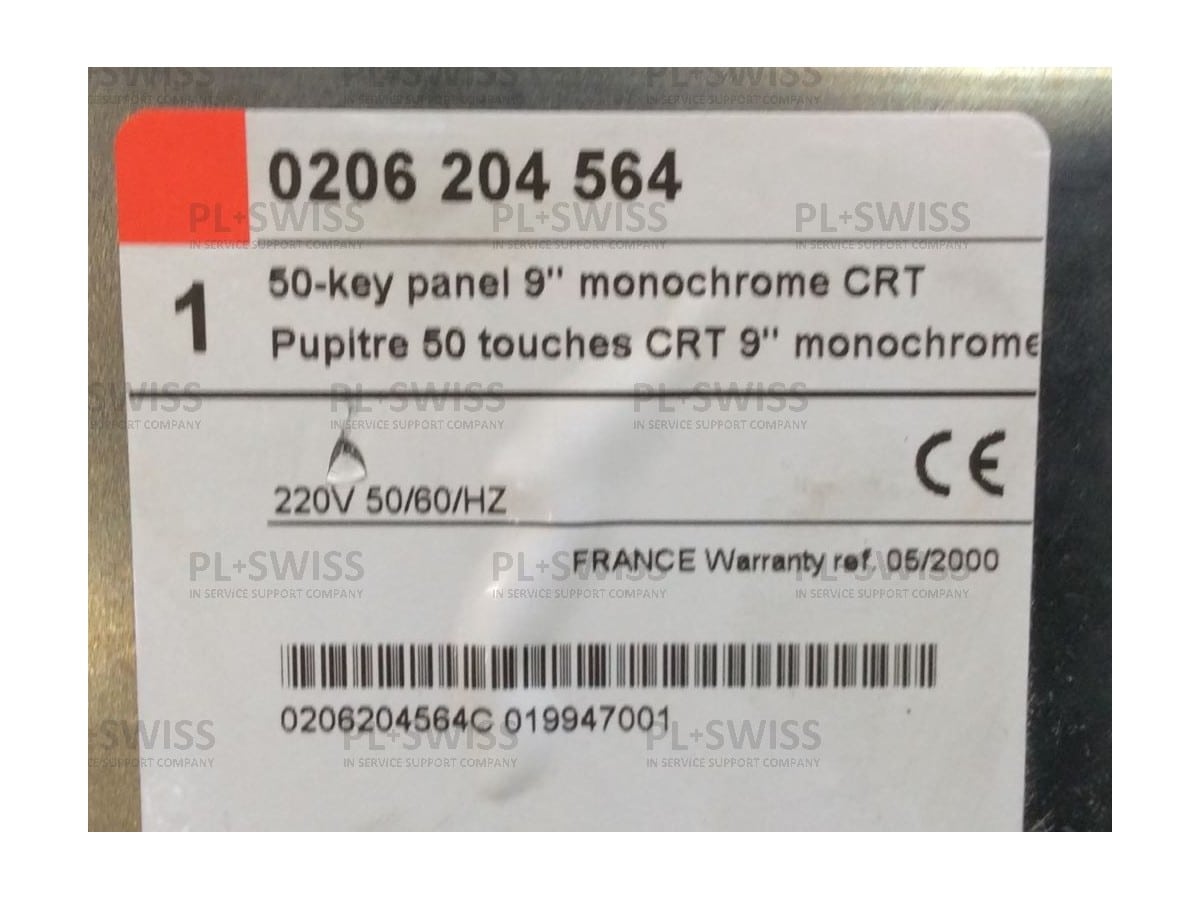 0206 204 564
1
50-key panel 9" monochrome CRT
Pupitre 50 touches CRT 9" monochrome
CE
220V 50/60/HZ
FRANCE Warranty ref. 05/2000
0206204564C 019947001
PL+SWISS
IN SERVICE SUPPORT COMPANY